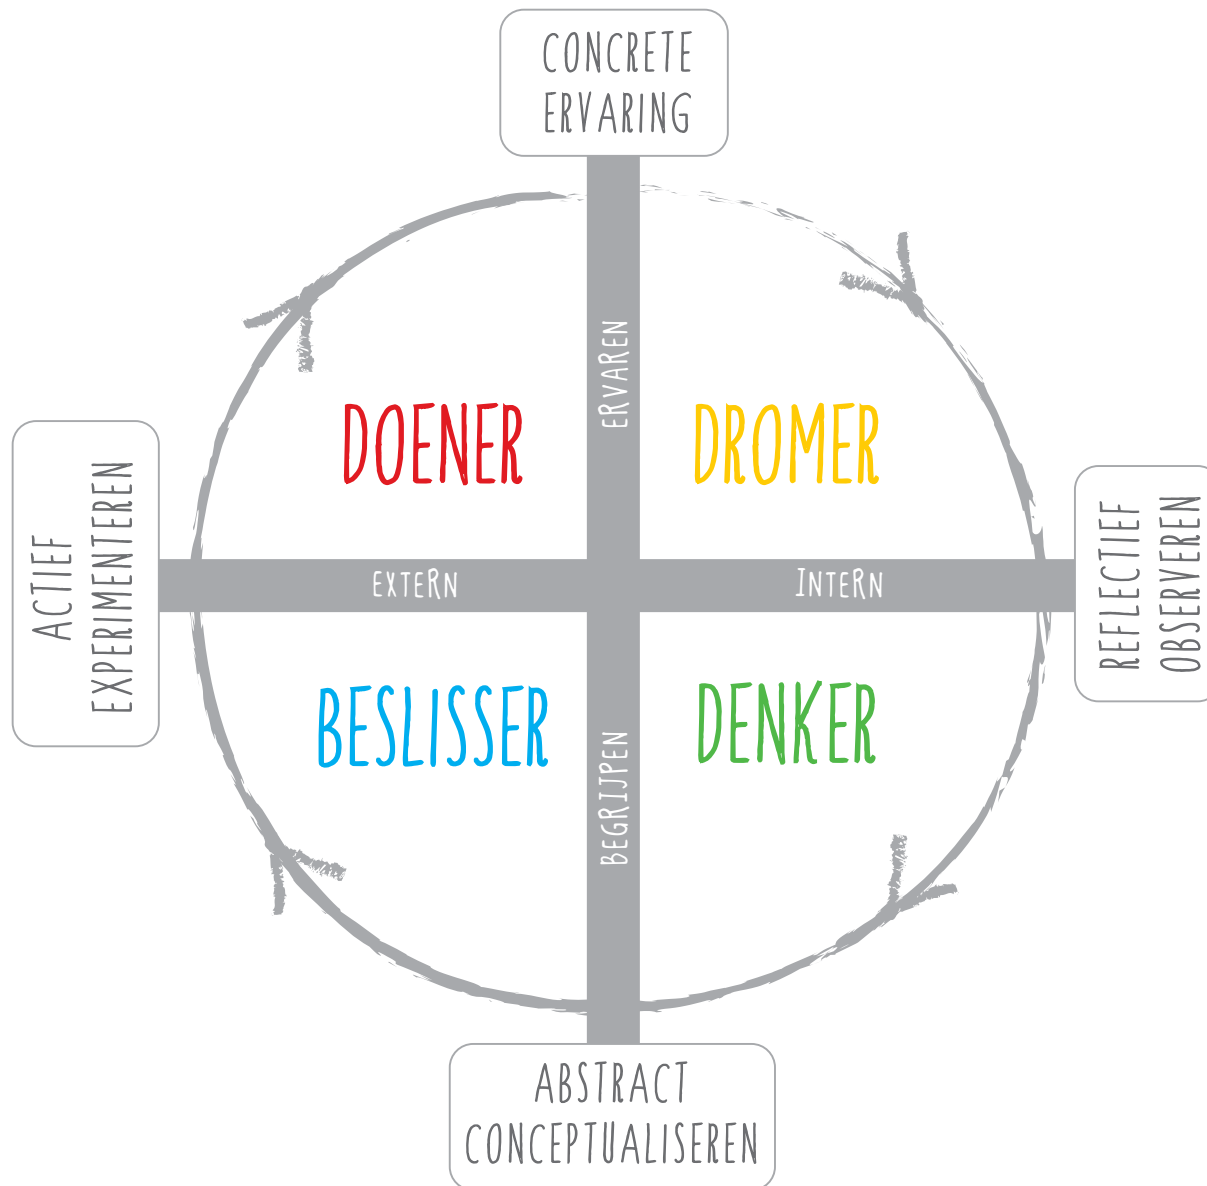 CONCRETE
ERVARING
ERVAREN
DOENER
DROMER
ACTIEF
EXPERIMENTEREN
EXTERN
INTERN
REFLECTIEF
OBSERVEREN
BESLISSER
DENKER
BEGRIJPEN
ABSTRACT
CONCEPTUALISEREN